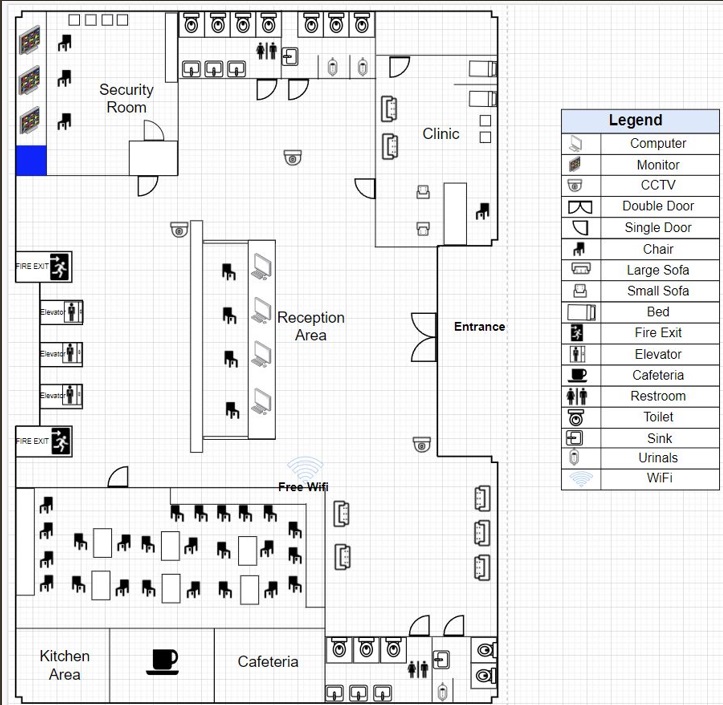 Security
Room
Clinic
FIRE EXIT
Elevator
Elevator
Elevator
FIRE EXIT
Reception
Area
Entrance
Free Wifi
Kitchen
Area
Cafeteria
Legend
Computer
Monitor
CCTV
Double Door
Single Door
Chair
Large Sofa
Small Sofa
Bed
Fire Exit
Elevator
Cafeteria
Restroom
Toilet
Sink
Urinals
WiFi